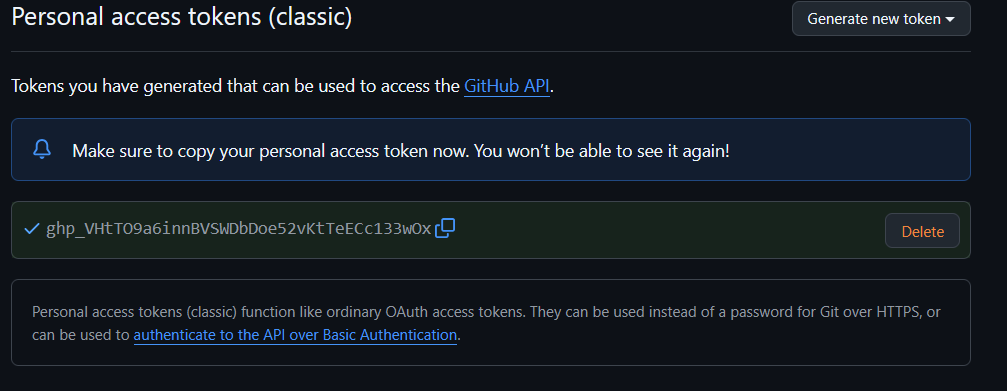 Personal access tokens (classic)
Generate new token
Tokens you have generated that can be used to access the GitHub API.
Make sure to copy your personal access token now. You won't be able to see it again!
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
Delete
Personal access tokens (classic) function like ordinary OAuth access tokens. They can be used instead of a password for Git over HTTPS, or
can be used to authenticate to the API over Basic Authentication.